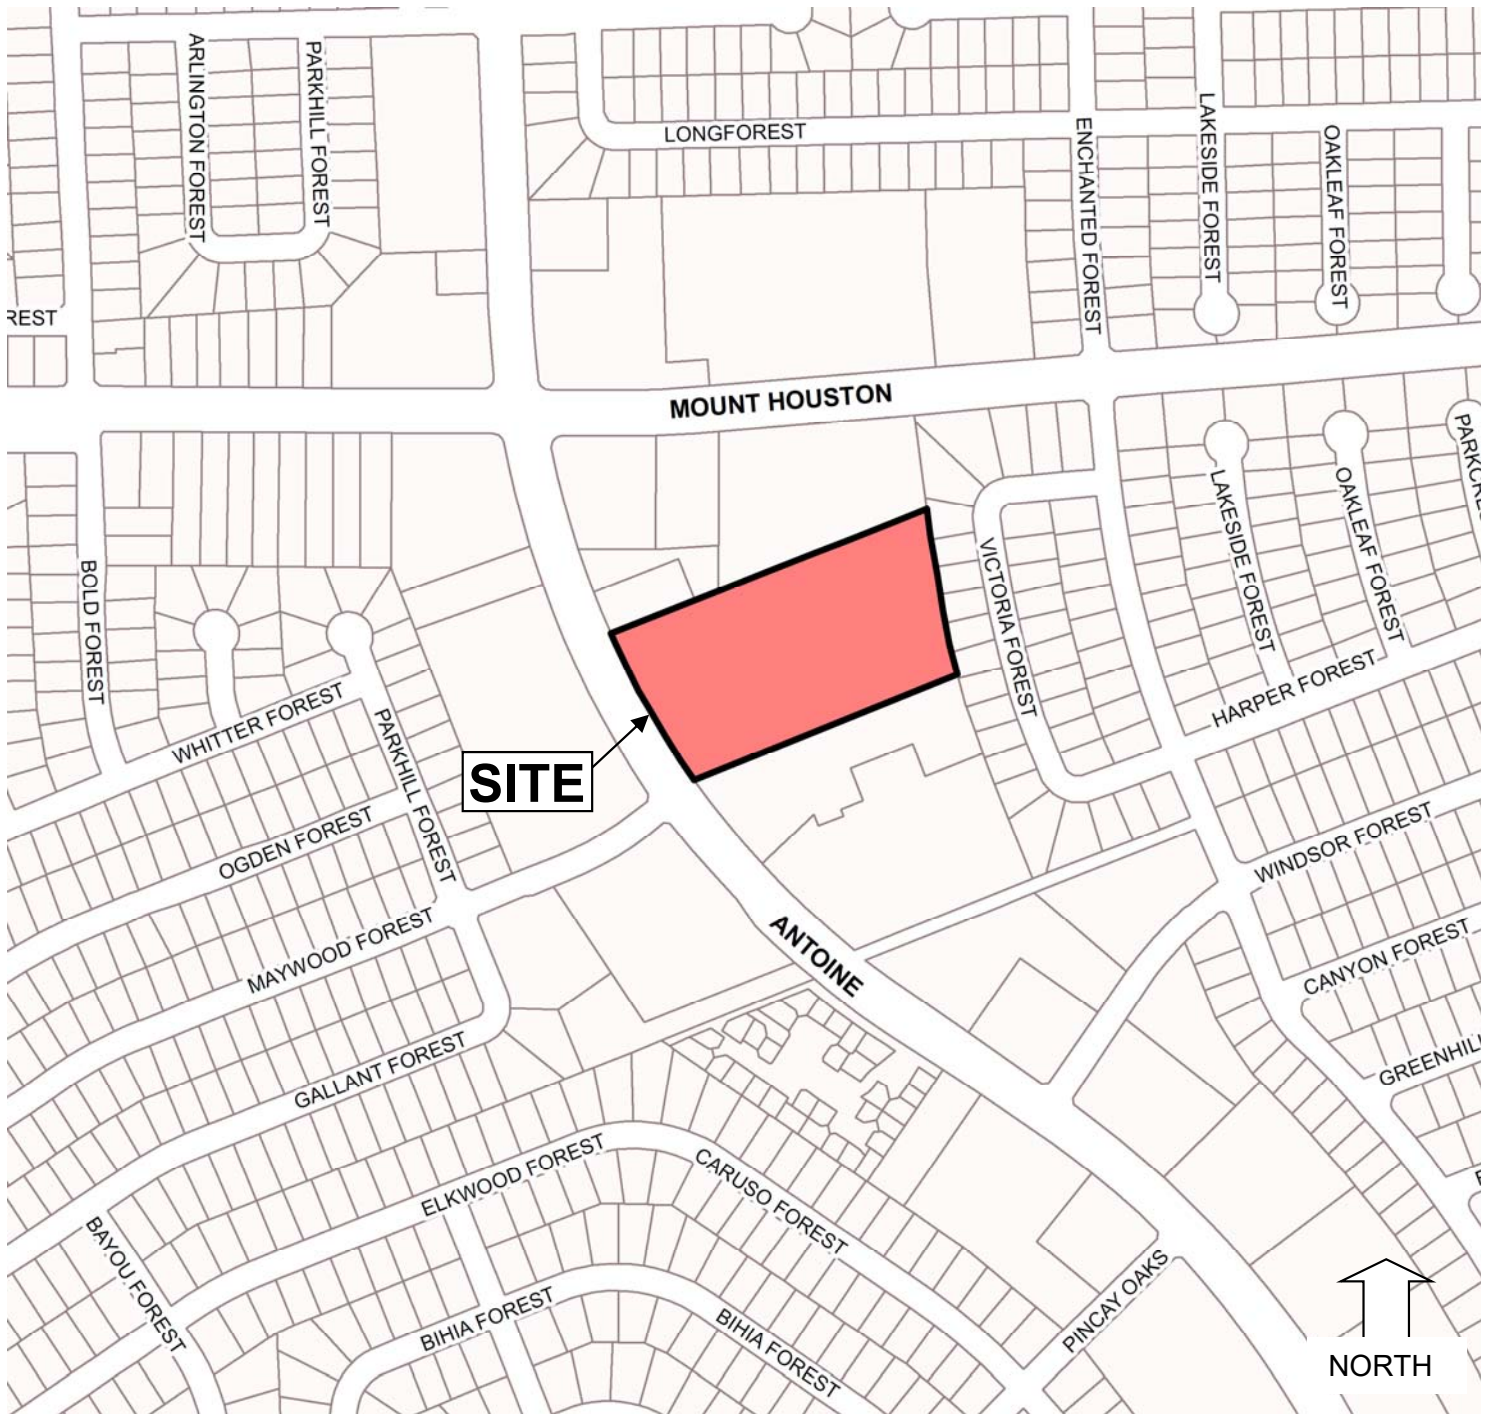 ARLINGTON FOREST
PARKHILL FOREST
LONGFOREST
ENCHANTED FOREST
LAKESIDE FOREST
OAKLEAF FOREST
REST
MOUNT HOUSTON
BOLD FOREST
VICTORIA FOREST
LAKESIDE FOREST
OAKLEAF FOREST
PARKCRE
WHITTER FOREST
PARKHILL FOREST
HARPER FOREST
SITE
OGDEN FOREST
WINDSOR FOREST
MAYWOOD FOREST
ANTOINE
CANYON FOREST
GALLANT FOREST
GREENHILL
ELKWOOD FOREST
CARUSO FOREST
BAYOU FOREST
BIHIA FOREST
BIHIA FOREST
PINCAY OAKS
NORTH